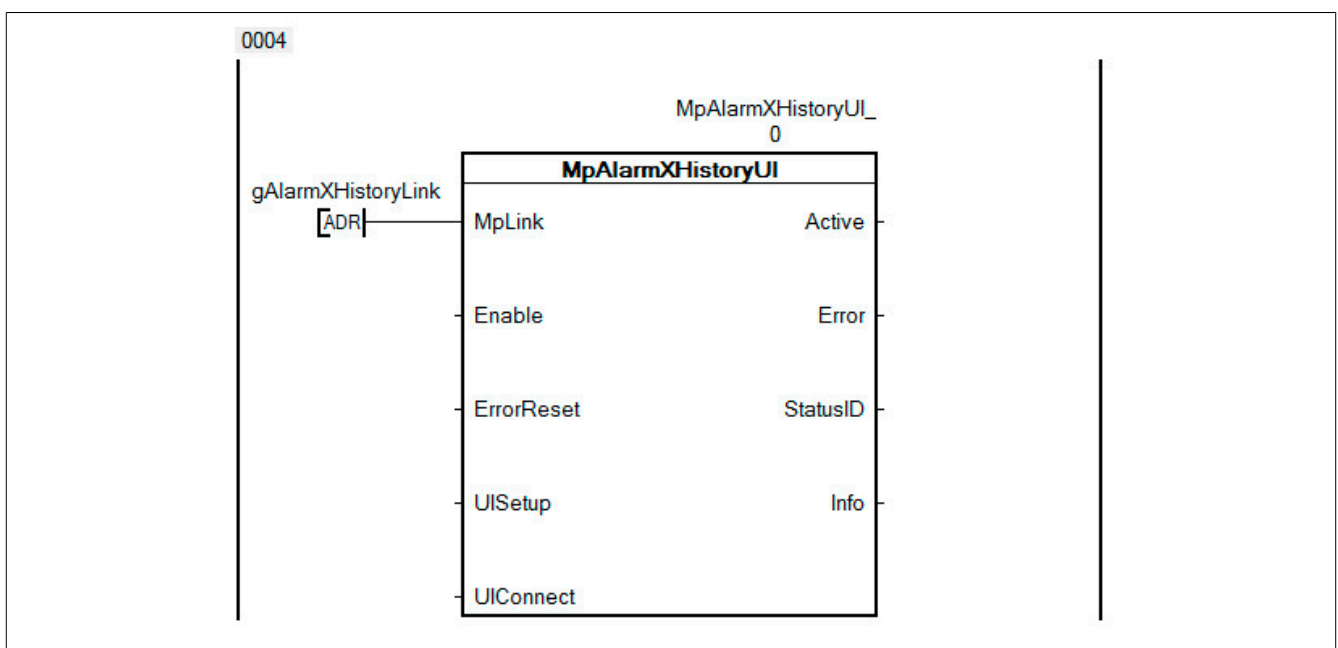 0004
MpAlarmXHistoryUI_
0
MpAlarmXHistoryUI
gAlarmXHistoryLink
ADR
MpLink
Active
Enable
Error
ErrorReset
StatusID
UISetup
Info
UIConnect